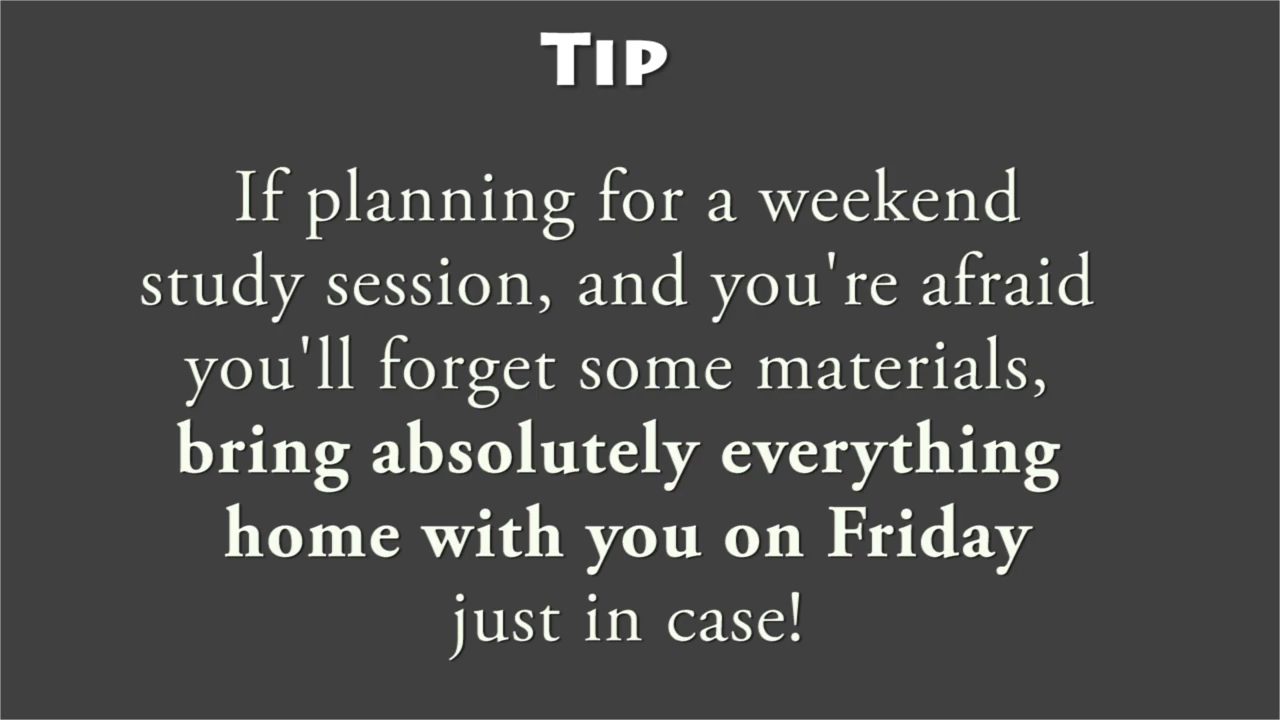 Tip
If planning for a weekend
study session, and you're afraid
you'll forget some materials,
bring absolutely everything
home with you on Friday
just in case!